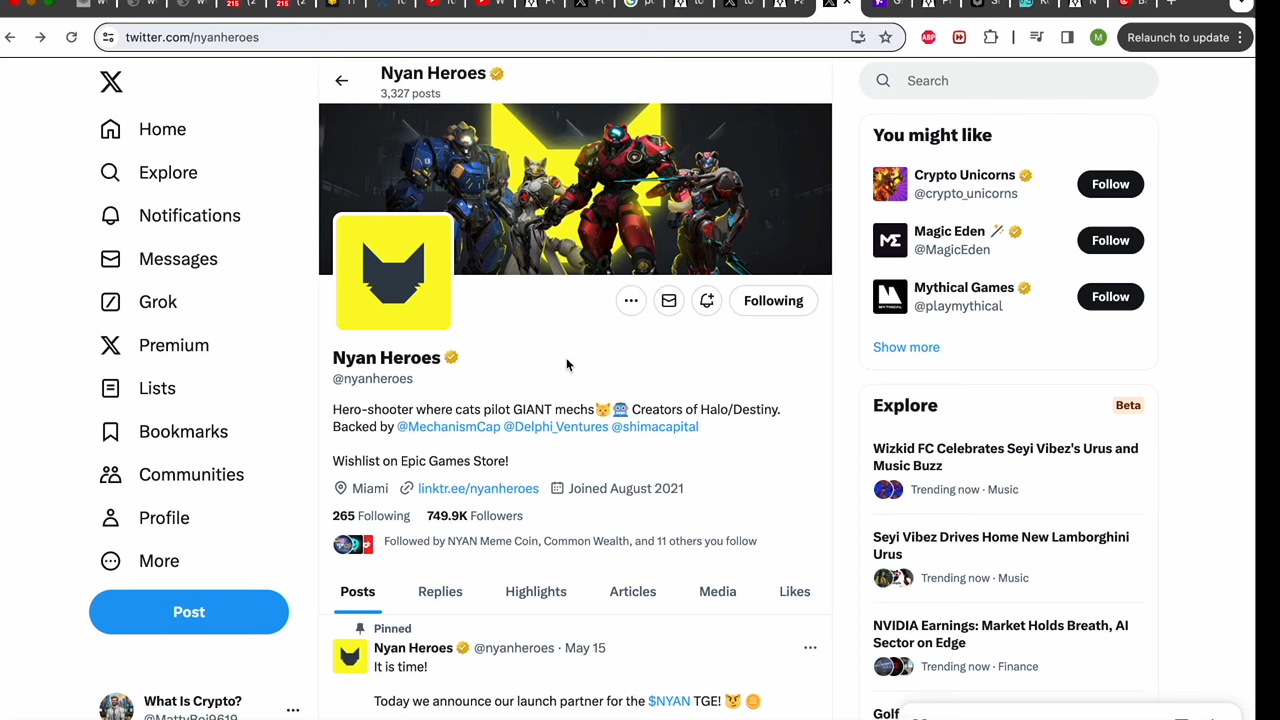 twitter.com/nyanheroes
ABP
M
Relaunch to update
Home
Explore
Notifications
Messages
Grok
Premium
Lists
Bookmarks
Communities
Profile
More
Post
What Is Crypto?
@MattyBoi9619
Nyan Heroes
3,327 posts
Following
Nyan Heroes
@nyanheroes
Hero-shooter where cats pilot GIANT mechs🐱🤖 Creators of Halo/Destiny.
Backed by @MechanismCap @Delphi_Ventures @shimacapital
Wishlist on Epic Games Store!
Miami linktr.ee/nyanheroes Joined August 2021
265 Following 749.9K Followers
Followed by NYAN Meme Coin, Common Wealth, and 11 others you follow
Posts Replies Highlights Articles Media Likes
Pinned
Nyan Heroes @nyanheroes · May 15
It is time!
Today we announce our launch partner for the $NYAN TGE! 😼 🪙
Search
You might like
Crypto Unicorns
@crypto_unicorns
Follow
ME
Magic Eden 🪄
@MagicEden
Follow
MYTHICAL
Mythical Games
@playmythical
Follow
Show more
Explore Beta
Wizkid FC Celebrates Seyi Vibez's Urus and
Music Buzz
Trending now · Music
Seyi Vibez Drives Home New Lamborghini
Urus
Trending now · Music
NVIDIA Earnings: Market Holds Breath, AI
Sector on Edge
Trending now · Finance
Golf